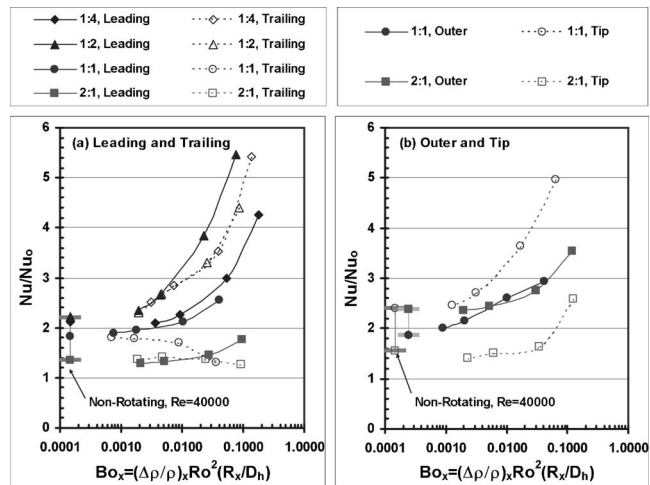 1:4, Leading 1:4, Trailing
1:2, Leading 1:2, Trailing
1:1, Leading 1:1, Trailing
2:1, Leading 2:1, Trailing
1:1, Outer 1:1, Tip
2:1, Outer 2:1, Tip
(a) Leading and Trailing
Nu/Nuo
6
5
4
3
2
1
0
Non-Rotating, Re=40000
0.0001 0.0010 0.0100 0.1000 1.0000
Box=(Δρ/ρ)xRo²(Rx/Dh)
(b) Outer and Tip
Nu/Nuo
6
5
4
3
2
1
0
Non-Rotating, Re=40000
0.0001 0.0010 0.0100 0.1000 1.0000
Box=(Δρ/ρ)xRo²(Rx/Dh)